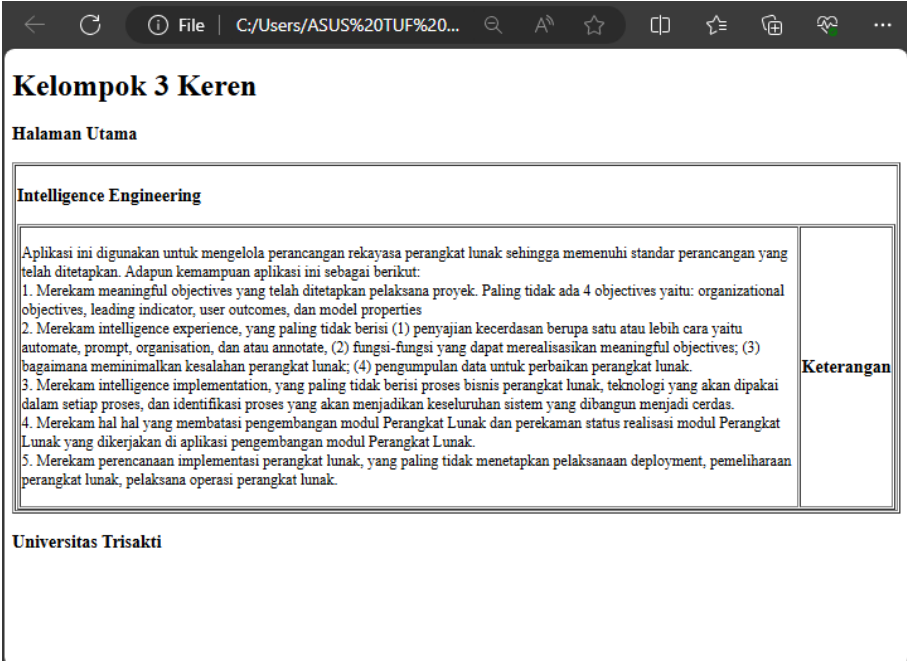 File
C:/Users/ASUS%20TUF%20...
Kelompok 3 Keren
Halaman Utama
Intelligence Engineering
Aplikasi ini digunakan untuk mengelola perancangan rekayasa perangkat lunak sehingga memenuhi standar perancangan yang
telah ditetapkan. Adapun kemampuan aplikasi ini sebagai berikut:
1. Merekam meaningful objectives yang telah ditetapkan pelaksana proyek. Paling tidak ada 4 objectives yaitu: organizational
objectives, leading indicator, user outcomes, dan model properties
2. Merekam intelligence experience, yang paling tidak berisi (1) penyajian kecerdasan berupa satu atau lebih cara yaitu
automate, prompt, organisation, dan atau annotate, (2) fungsi-fungsi yang dapat merealisasikan meaningful objectives; (3)
bagaimana meminimalkan kesalahan perangkat lunak; (4) pengumpulan data untuk perbaikan perangkat lunak.
3. Merekam intelligence implementation, yang paling tidak berisi proses bisnis perangkat lunak, teknologi yang akan dipakai
dalam setiap proses, dan identifikasi proses yang akan menjadikan keseluruhan sistem yang dibangun menjadi cerdas.
4. Merekam hal hal yang membatasi pengembangan modul Perangkat Lunak dan perekaman status realisasi modul Perangkat
Lunak yang dikerjakan di aplikasi pengembangan modul Perangkat Lunak.
5. Merekam perencanaan implementasi perangkat lunak, yang paling tidak menetapkan pelaksanaan deployment, pemeliharaan
perangkat lunak, pelaksana operasi perangkat lunak.
Keterangan
Universitas Trisakti